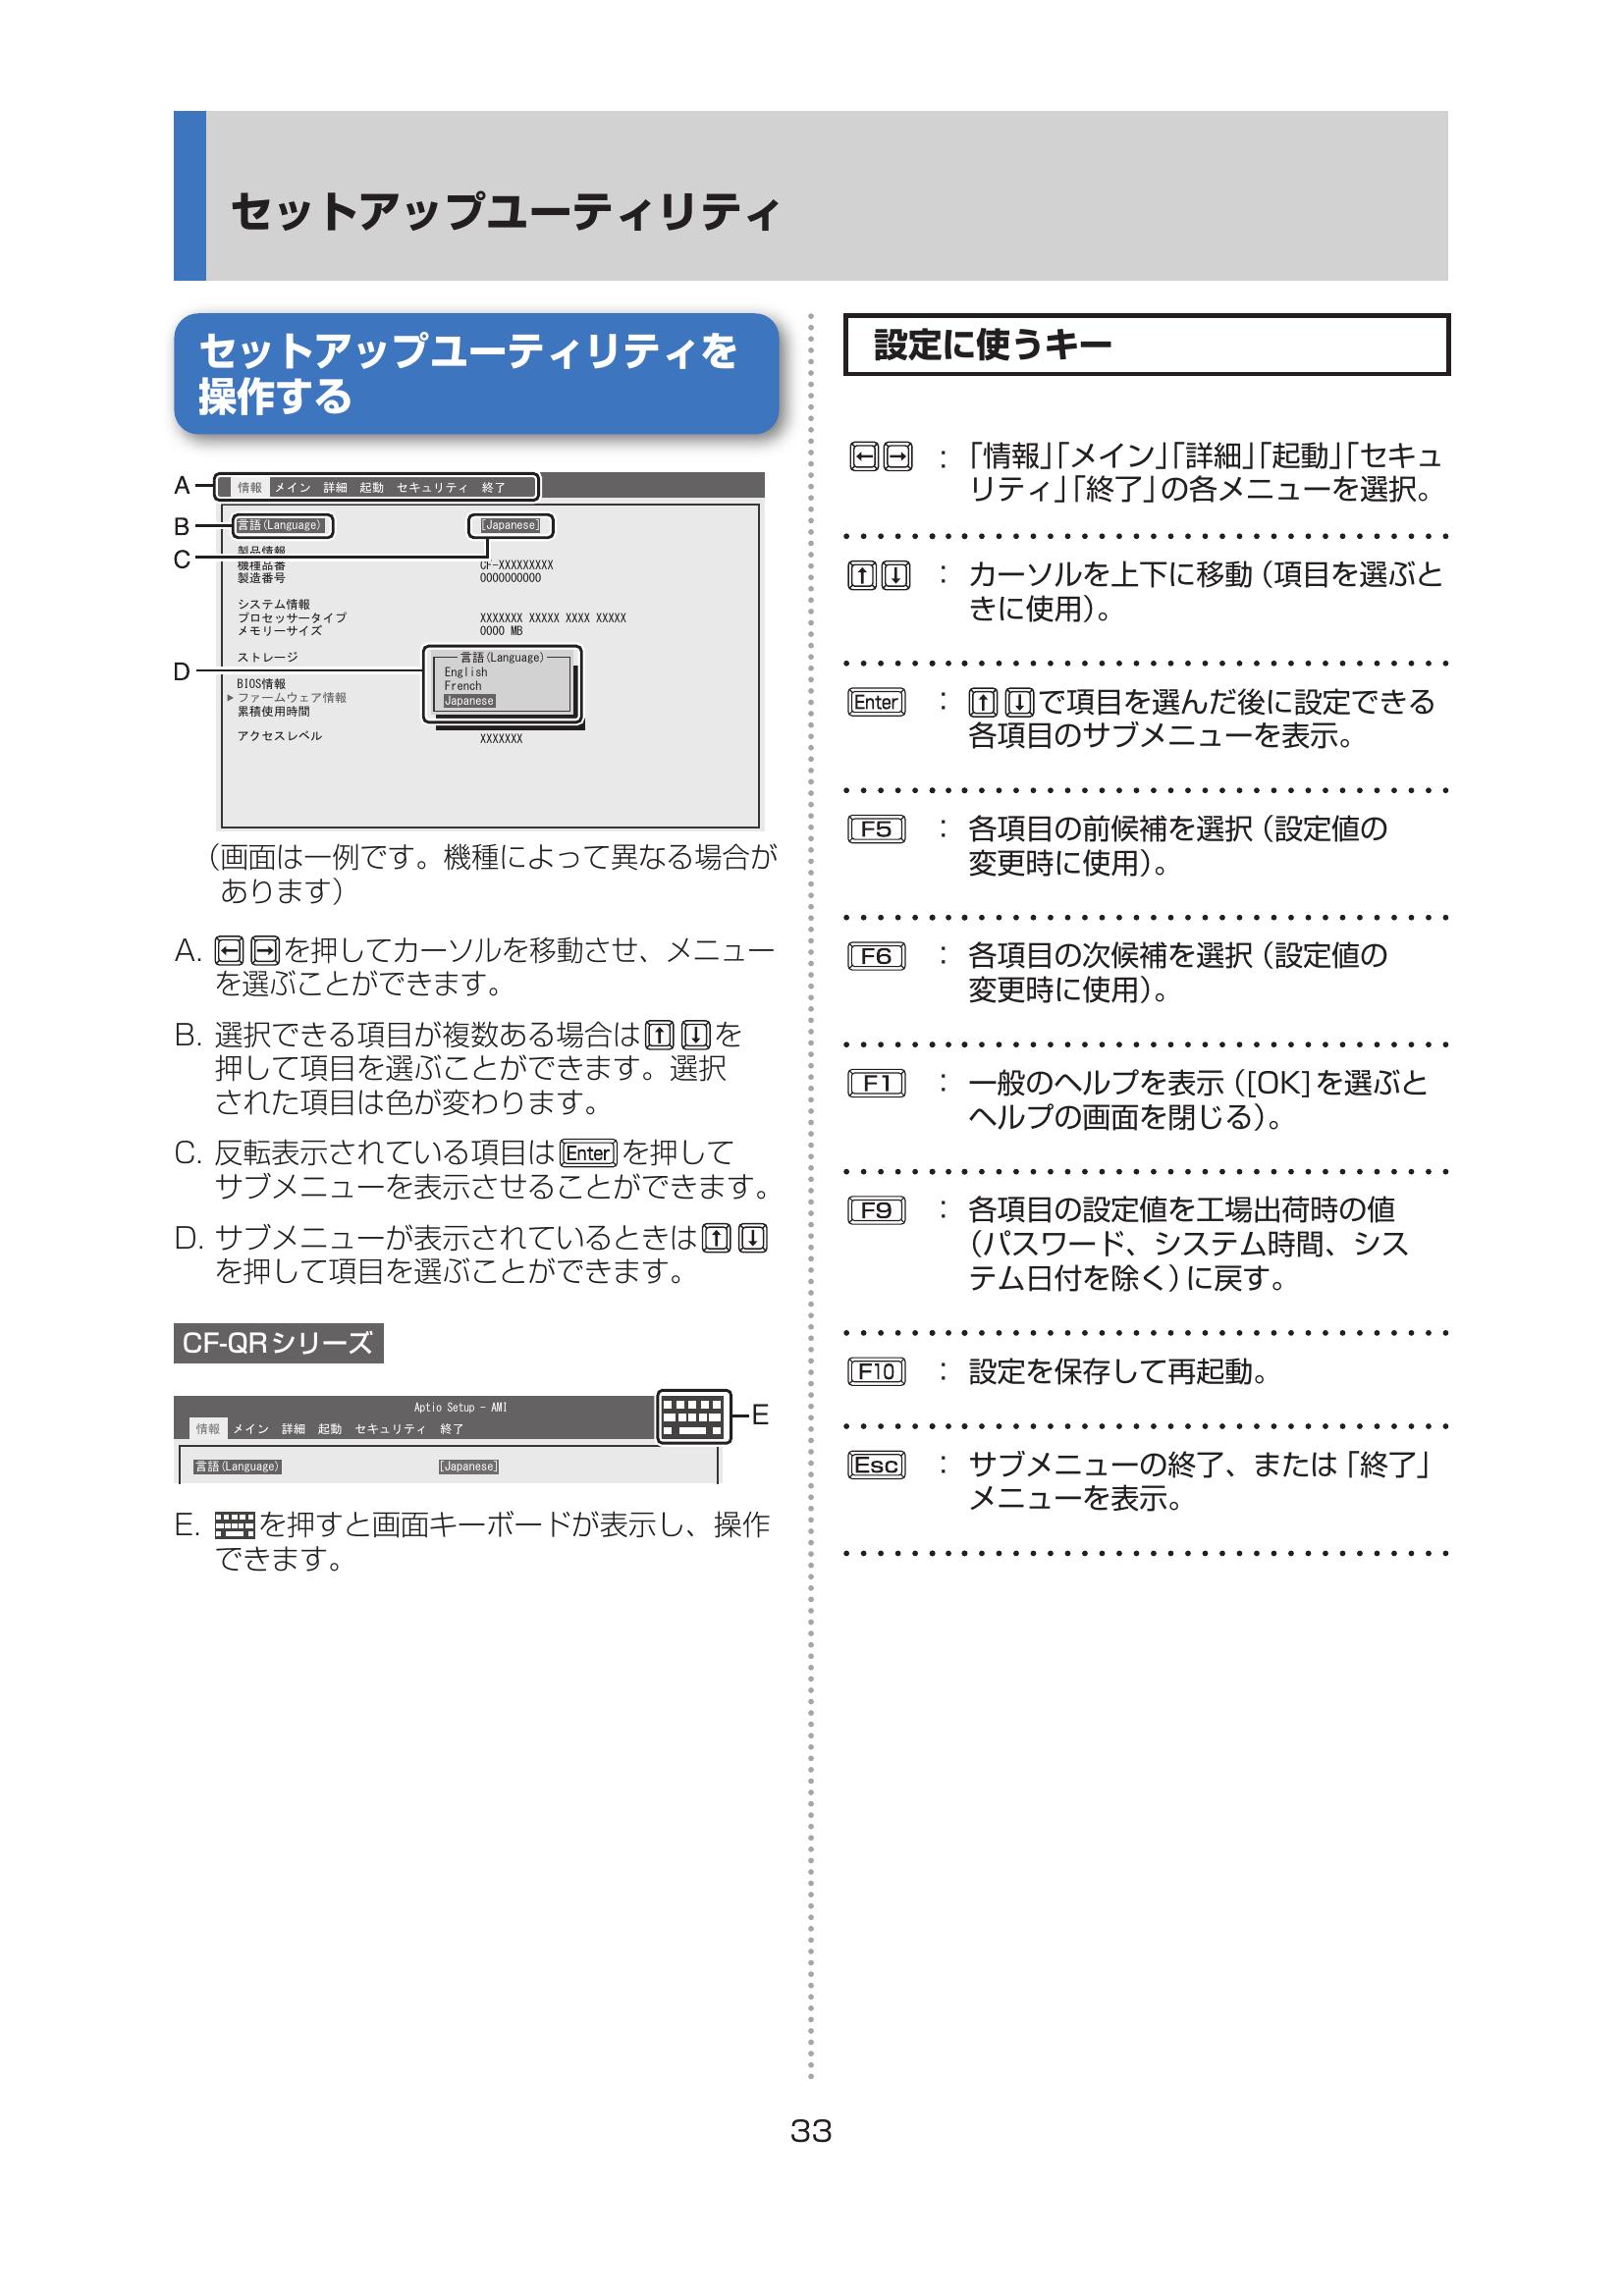 セットアップユーティリティ
セットアップユーティリティを
操作する
A
情報 メイン 詳細 起動 セキュリティ 終了
B
言語(Language) [Japanese]
C
製品情報
機種品番 CF-XXXXXXXXX
製造番号 0000000000
システム情報
プロセッサータイプ XXXXXXX XXXXX XXXX XXXXX
メモリーサイズ 0000 MB
ストレージ
D
言語(Language)
English
French
Japanese
BIOS情報
▶ファームウェア情報
累積使用時間
アクセスレベル XXXXXXX
（画面は一例です。機種によって異なる場合が
あります）
A. ←→を押してカーソルを移動させ、メニュー
を選ぶことができます。
B. 選択できる項目が複数ある場合は↑↓を
押して項目を選ぶことができます。選択
された項目は色が変わります。
C. 反転表示されている項目はEnterを押して
サブメニューを表示させることができます。
D. サブメニューが表示されているときは↑↓
を押して項目を選ぶことができます。
CF-QRシリーズ
Aptio Setup - AMI
情報 メイン 詳細 起動 セキュリティ 終了
E
言語(Language) [Japanese]
E. を押すと画面キーボードが表示し、操作
できます。
設定に使うキー
←→ ：「情報」「メイン」「詳細」「起動」「セキュ
リティ」「終了」の各メニューを選択。
↑↓ ：カーソルを上下に移動（項目を選ぶと
きに使用）。
Enter ：↑↓で項目を選んだ後に設定できる
各項目のサブメニューを表示。
F5 ：各項目の前候補を選択（設定値の
変更時に使用）。
F6 ：各項目の次候補を選択（設定値の
変更時に使用）。
F1 ：一般のヘルプを表示（[OK]を選ぶと
ヘルプの画面を閉じる）。
F9 ：各項目の設定値を工場出荷時の値
（パスワード、システム時間、シス
テム日付を除く）に戻す。
F10 ：設定を保存して再起動。
Esc ：サブメニューの終了、または「終了」
メニューを表示。
33